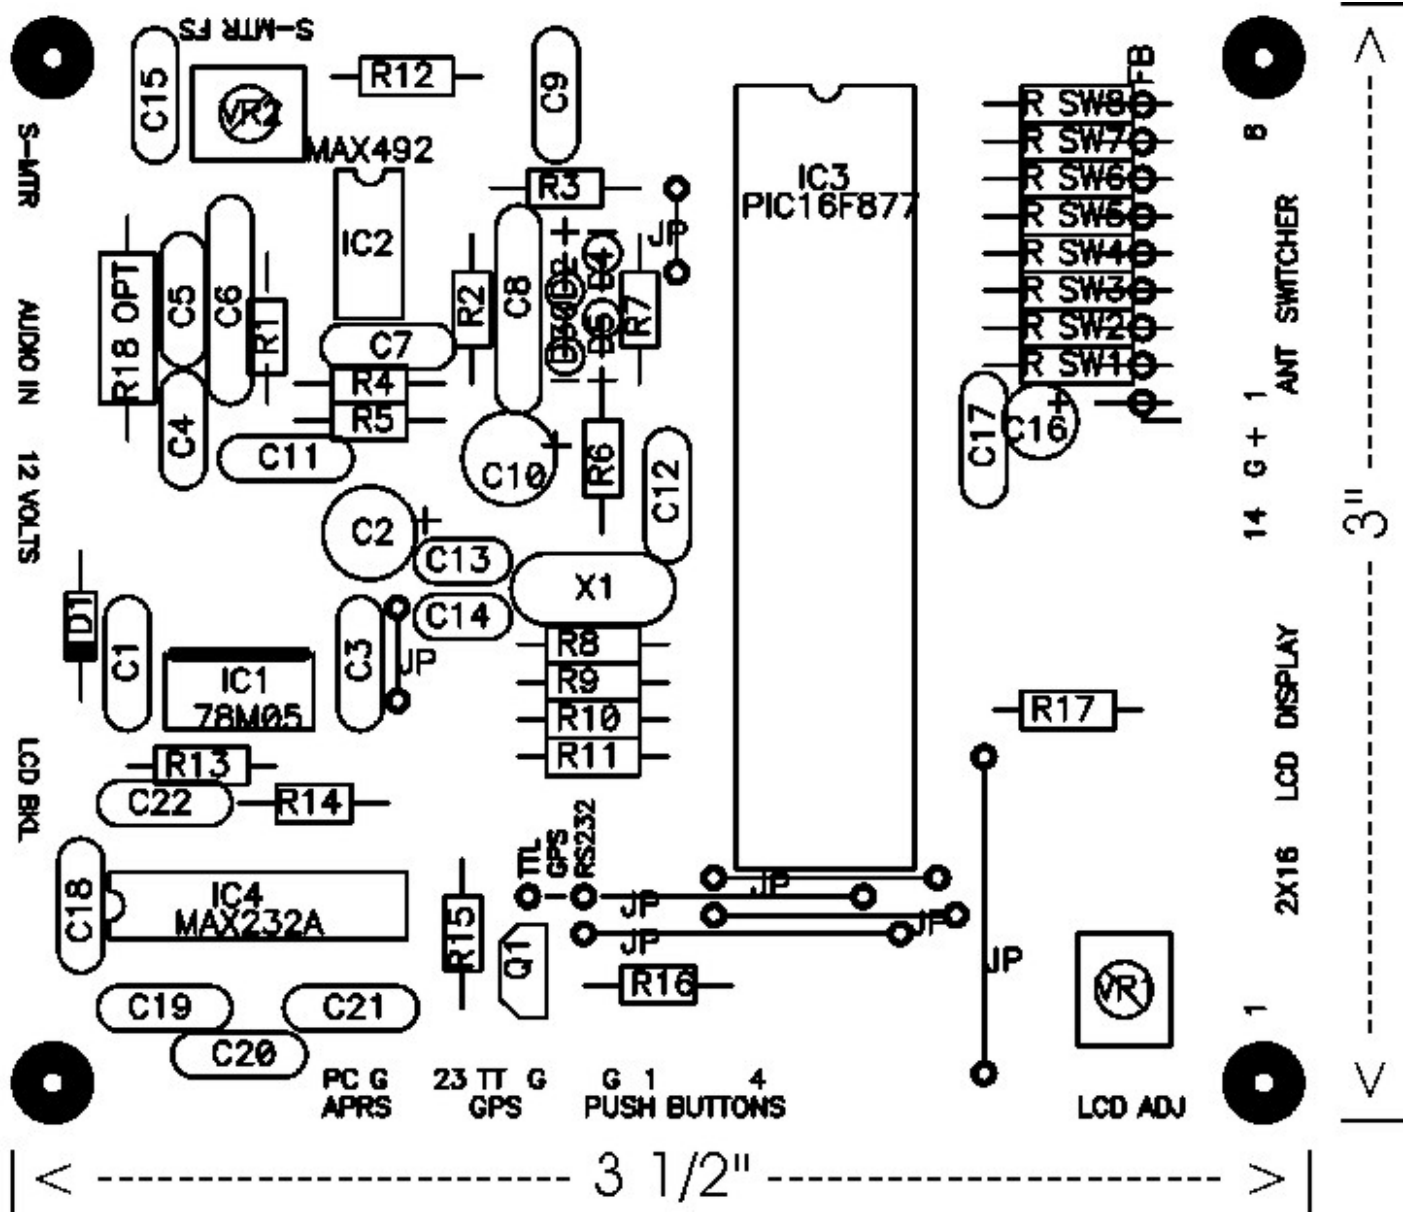 S-MTR FS
C15
VR2
R12
MAX492
C9
FB
R SW8
R SW7
R SW6
R SW5
R SW4
R SW3
R SW2
R SW1
8
S-MTR
IC3
PIC16F877
R3
JP
IC2
R18 OPT
C5
C6
R1
C7
R2
C8
D2
D4
D3
D5
R7
ANT SWITCHER
AUDIO IN
R4
R5
C4
C11
C10
R6
C12
C17
C16
14 G + 1
3"
12 VOLTS
C2
C13
X1
C14
D1
C1
IC1
78M05
C3
JP
R8
R9
R10
R11
R17
2X16 LCD DISPLAY
LCD BKL
R13
C22
R14
TTL
GPS
RS232
C18
IC4
MAX232A
R15
Q1
JP
JP
JP
JP
JP
R16
VR1
1
C19
C21
C20
PC G
APRS
23 TT G
GPS
G 1 4
PUSH BUTTONS
LCD ADJ
3 1/2"